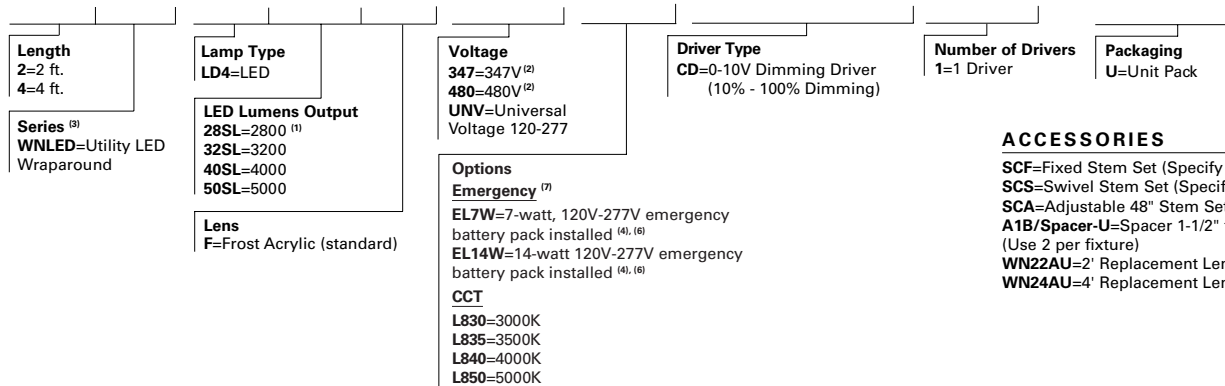 Length
2=2 ft.
4=4 ft.
Series (3)
WNLED=Utility LED
Wraparound
Lamp Type
LD4=LED
LED Lumens Output
28SL=2800 (1)
32SL=3200
40SL=4000
50SL=5000
Lens
F=Frost Acrylic (standard)
Voltage
347=347V (2)
480=480V (2)
UNV=Universal
Voltage 120-277
Options
Emergency (7)
EL7W=7-watt, 120V-277V emergency
battery pack installed (4), (6)
EL14W=14-watt 120V-277V emergency
battery pack installed (4), (6)
CCT
L830=3000K
L835=3500K
L840=4000K
L850=5000K
Driver Type
CD=0-10V Dimming Driver
(10% - 100% Dimming)
Number of Drivers
1=1 Driver
Packaging
U=Unit Pack
ACCESSORIES
SCF=Fixed Stem Set (Specify
SCS=Swivel Stem Set
SCA=Adjustable 48" Stem Set
A1B/Spacer-U=Spacer 1-1/2"
(Use 2 per fixture)
WN22AU=2' Replacement
WN24AU=4' Replacement